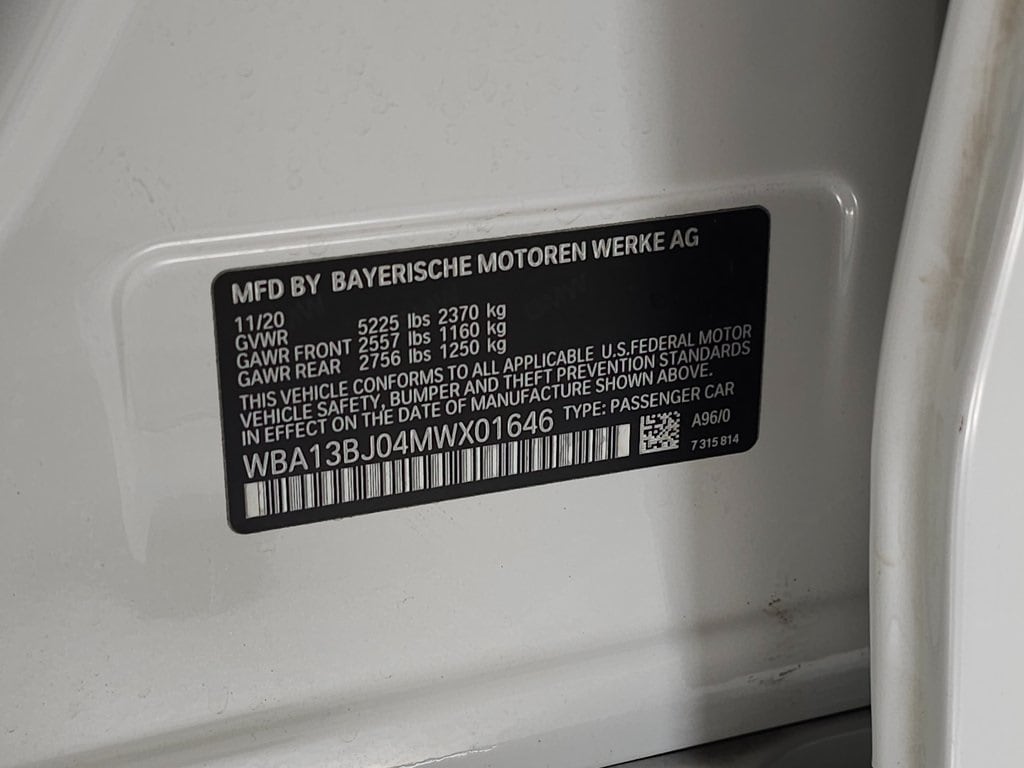 MFD BY BAYERISCHE MOTOREN WERKE AG
11/20
GVWR 5225 lbs 2370 kg
GAWR FRONT 2557 lbs 1160 kg
GAWR REAR 2756 lbs 1250 kg
THIS VEHICLE CONFORMS TO ALL APPLICABLE U.S.FEDERAL MOTOR
VEHICLE SAFETY, BUMPER AND THEFT PREVENTION STANDARDS
IN EFFECT ON THE DATE OF MANUFACTURE SHOWN ABOVE.
WBA13BJ04MWX01646 TYPE: PASSENGER CAR
A96/0
7 315 814